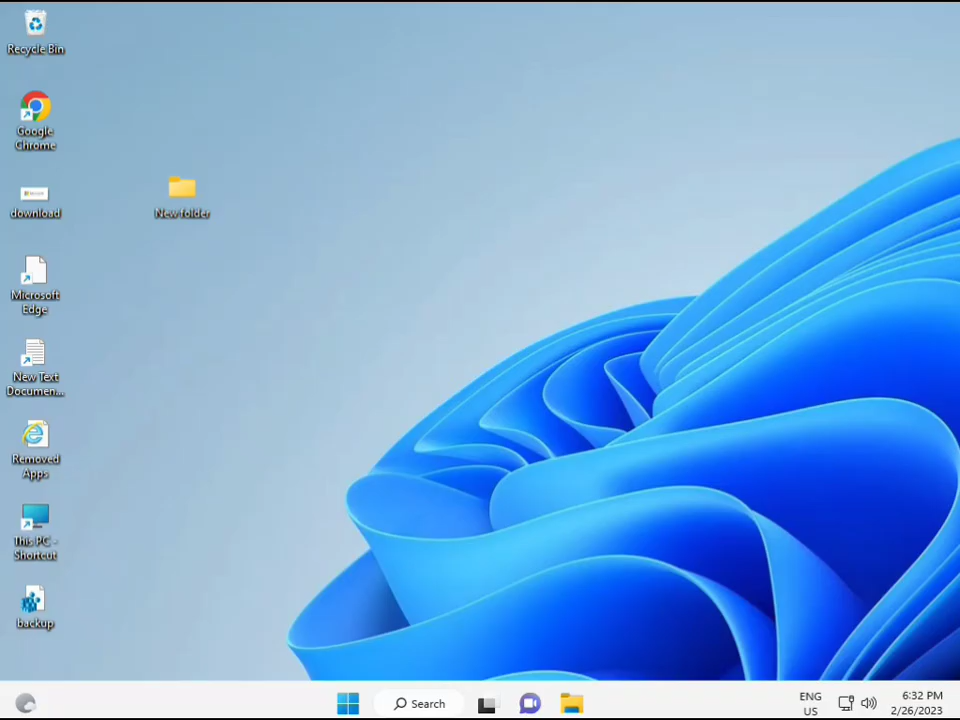 Recycle Bin
Google
Chrome
download
New folder
Microsoft
Edge
New Text
Documen...
Removed
Apps
This PC -
Shortcut
backup
Search
ENG
US
6:32 PM
2/26/2023